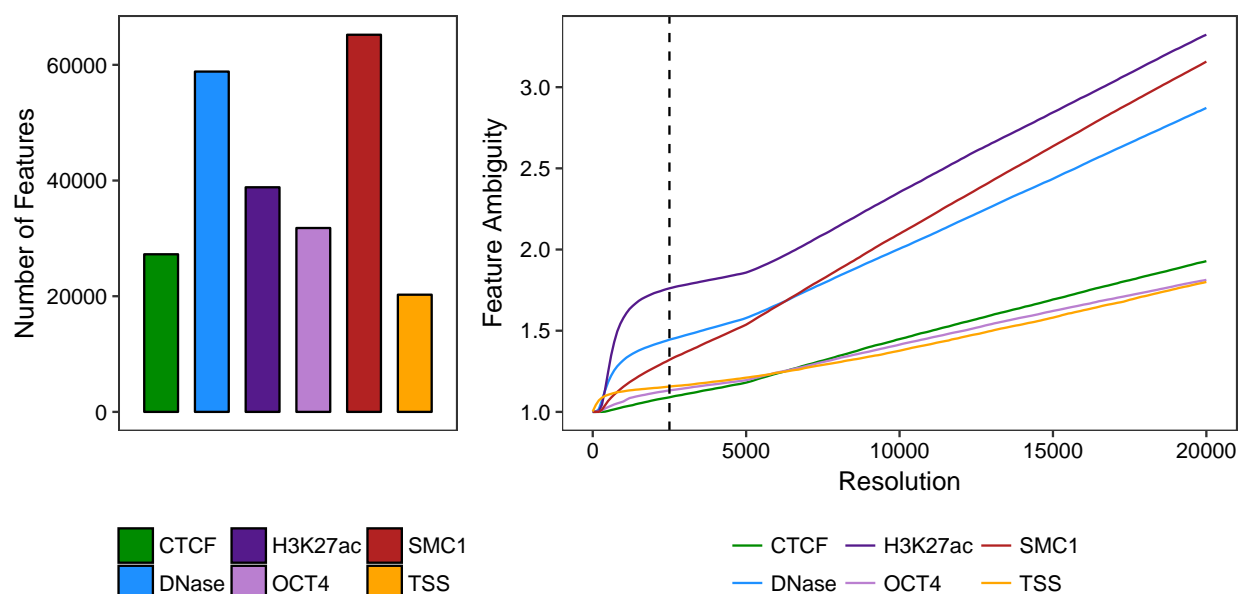 Number of Features
60000
40000
20000
0
Feature Ambiguity
3.0
2.5
2.0
1.5
1.0
0 5000 10000 15000 20000
Resolution
CTCF H3K27ac SMC1
DNase OCT4 TSS
CTCF H3K27ac SMC1
DNase OCT4 TSS